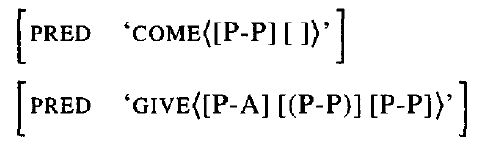 [PRED ‘COME⟨[P-P] [ ]⟩’]
[PRED ‘GIVE⟨[P-A] [(P-P)] [P-P]⟩’]